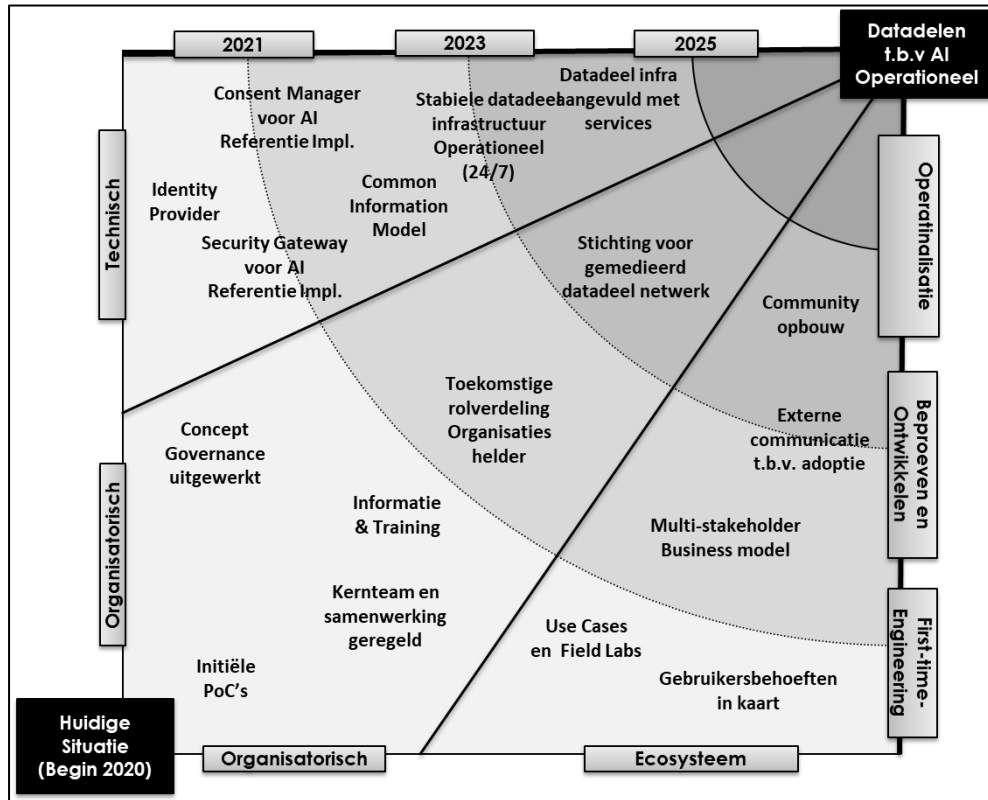 2021
2023
2025
Datadelen
t.b.v AI
Operationeel
Consent Manager
voor AI
Referentie Impl.
Stabiele datadeel
infrastructuur
Operationeel
(24/7)
Datadeel infra
aangevuld met
services
Technisch
Identity
Provider
Common
Information
Model
Security Gateway
voor AI
Referentie Impl.
Stichting voor
gemedieerd
datadeel netwerk
Community
opbouw
Operatinalisatie
Toekomstige
rolverdeling
Organisaties
helder
Concept
Governance
uitgewerkt
Externe
communicatie
t.b.v. adoptie
Beproeven en
Ontwikkelen
Organisatorisch
Informatie
& Training
Multi-stakeholder
Business model
Kernteam en
samenwerking
geregeld
Use Cases
en Field Labs
Initiële
PoC's
Gebruikersbehoeften
in kaart
First-time-
Engineering
Huidige
Situatie
(Begin 2020)
Organisatorisch
Ecosysteem